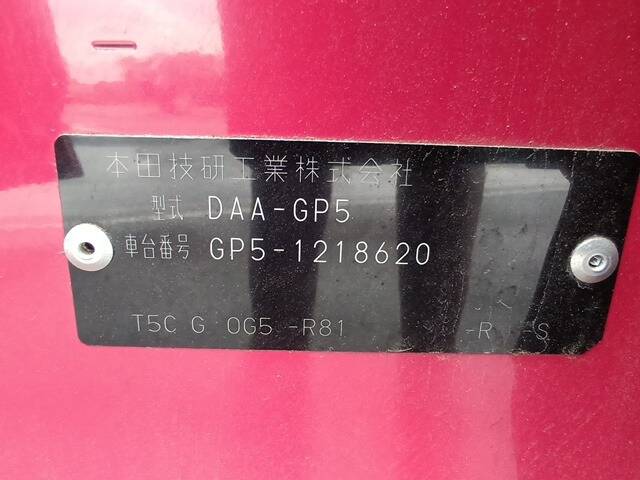 本田技研工業株式会社
型式 DAA-GP5
車台番号 GP5-1218620
T5C G 0G5 -R81 -R S